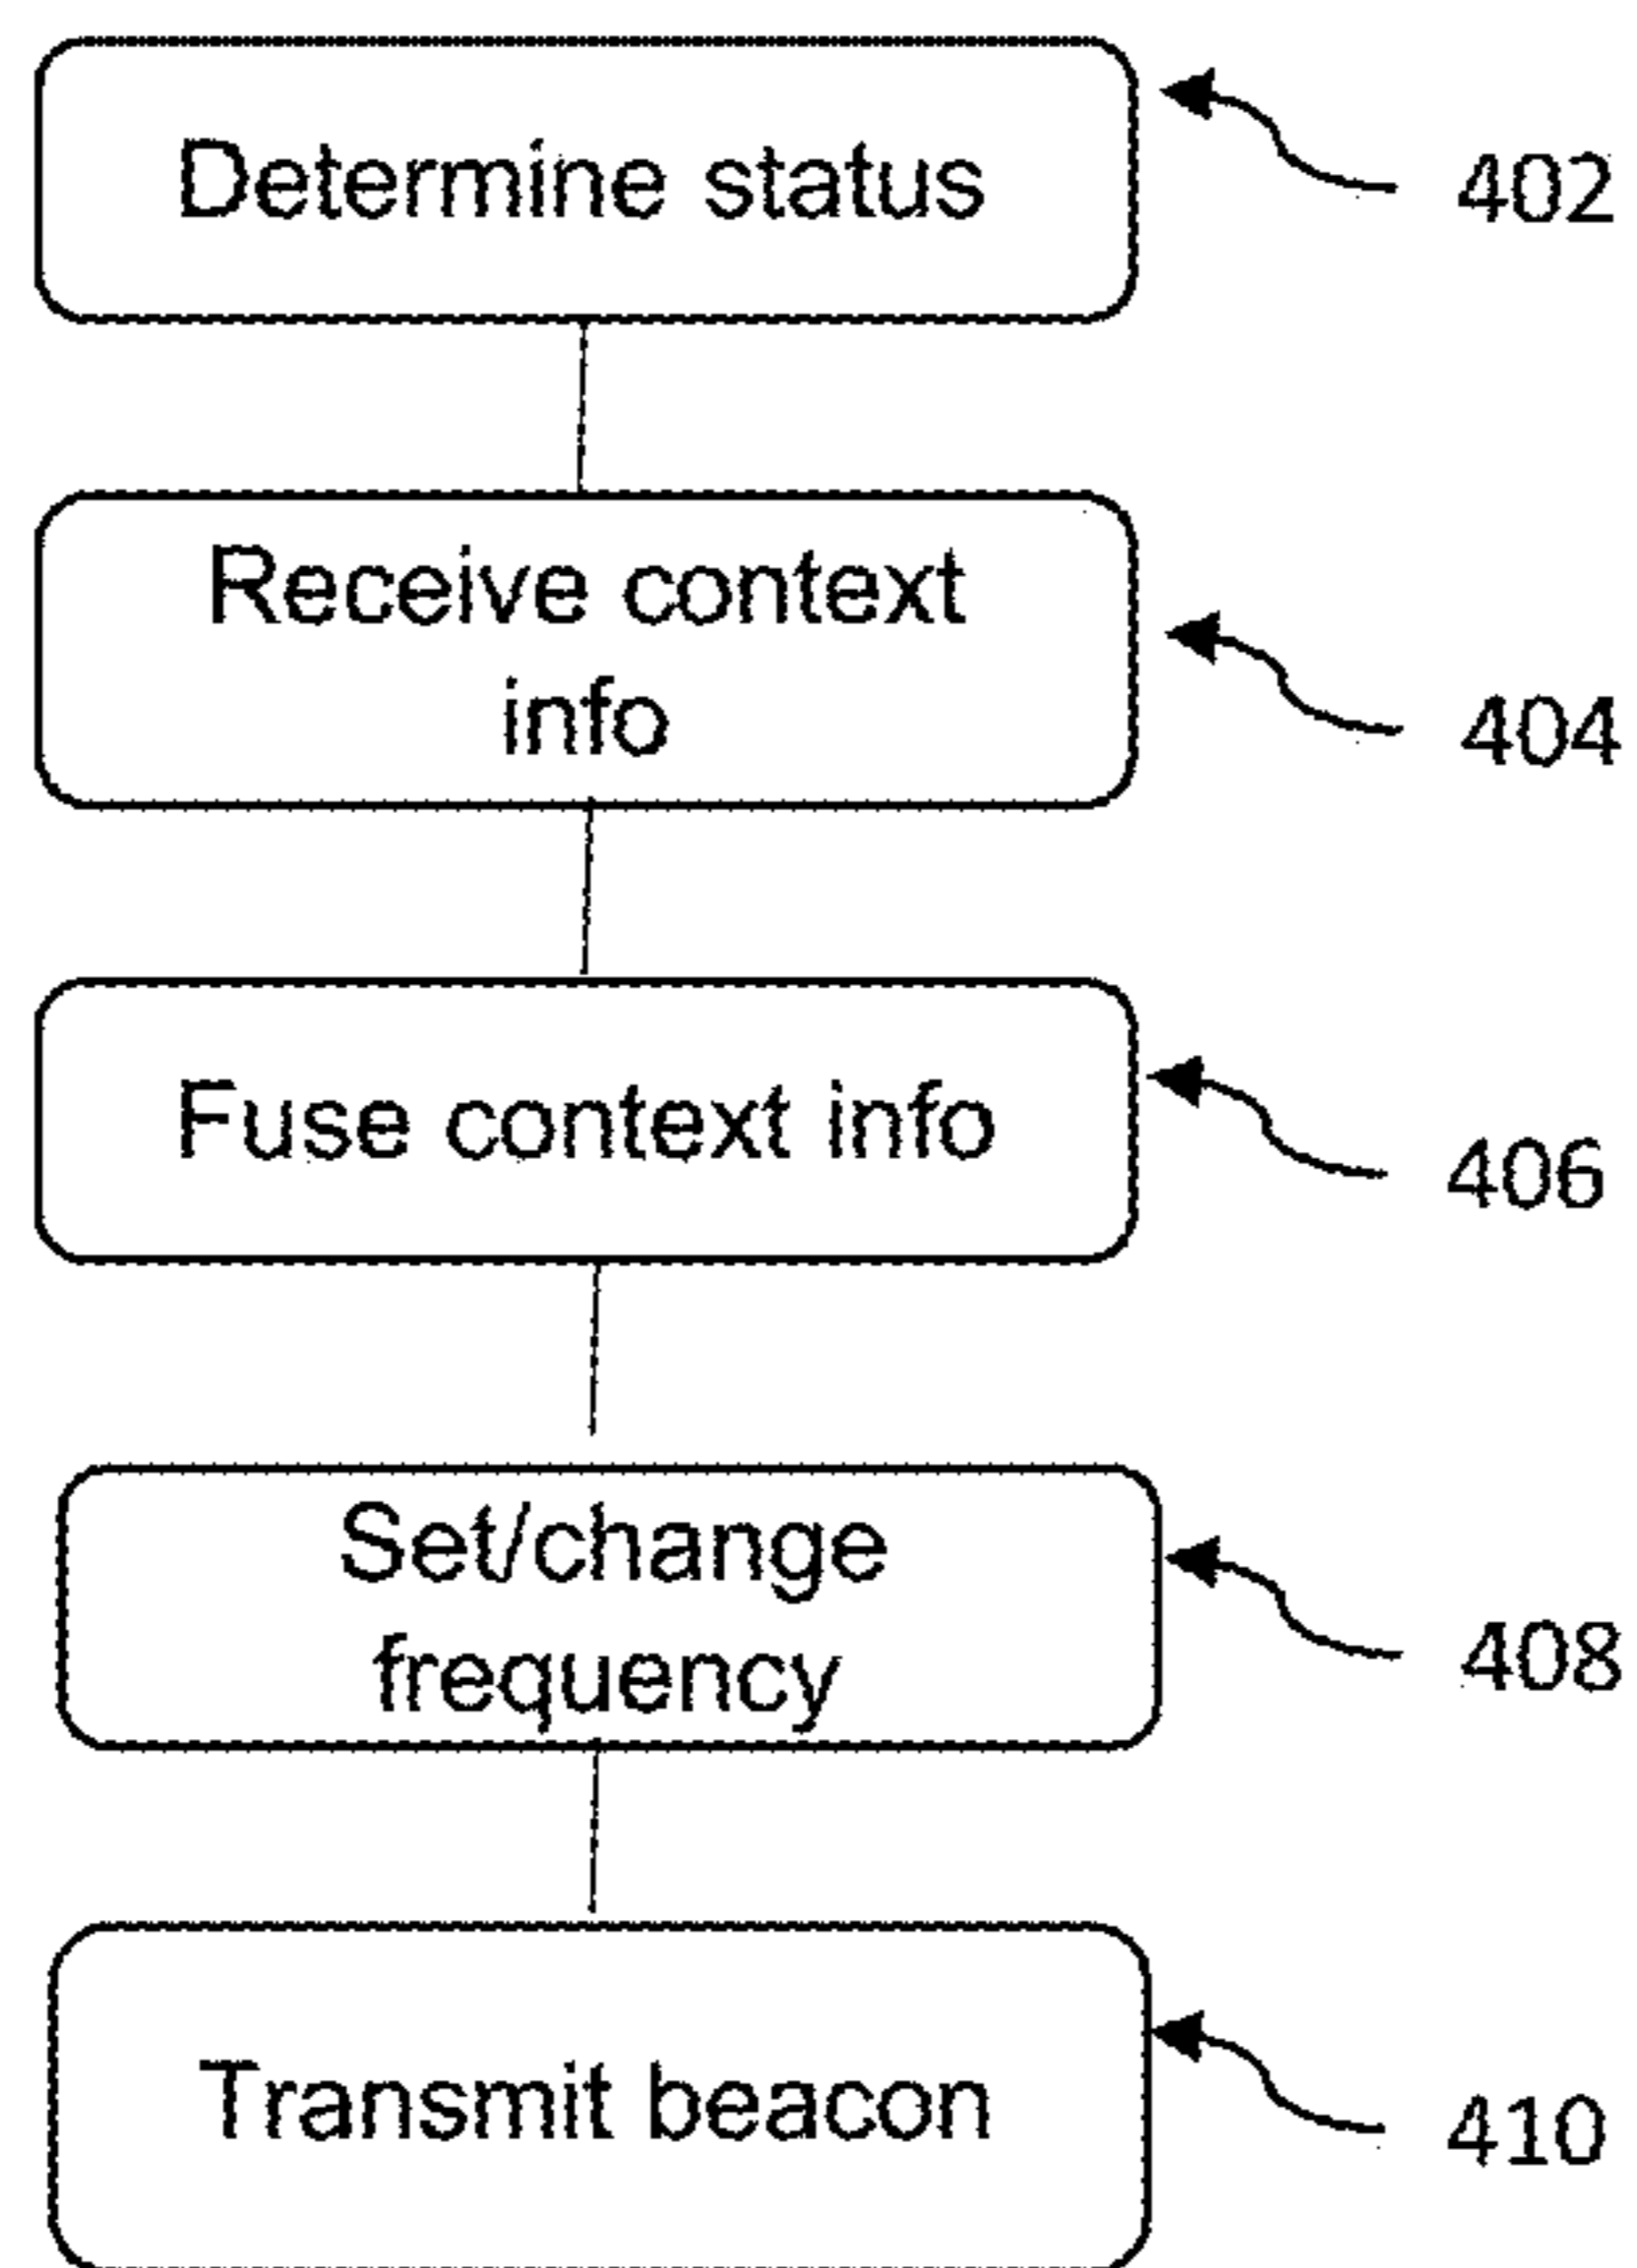 Determine status
402
Receive context
info
404
Fuse context info
406
Set/change
frequency
408
Transmit beacon
410